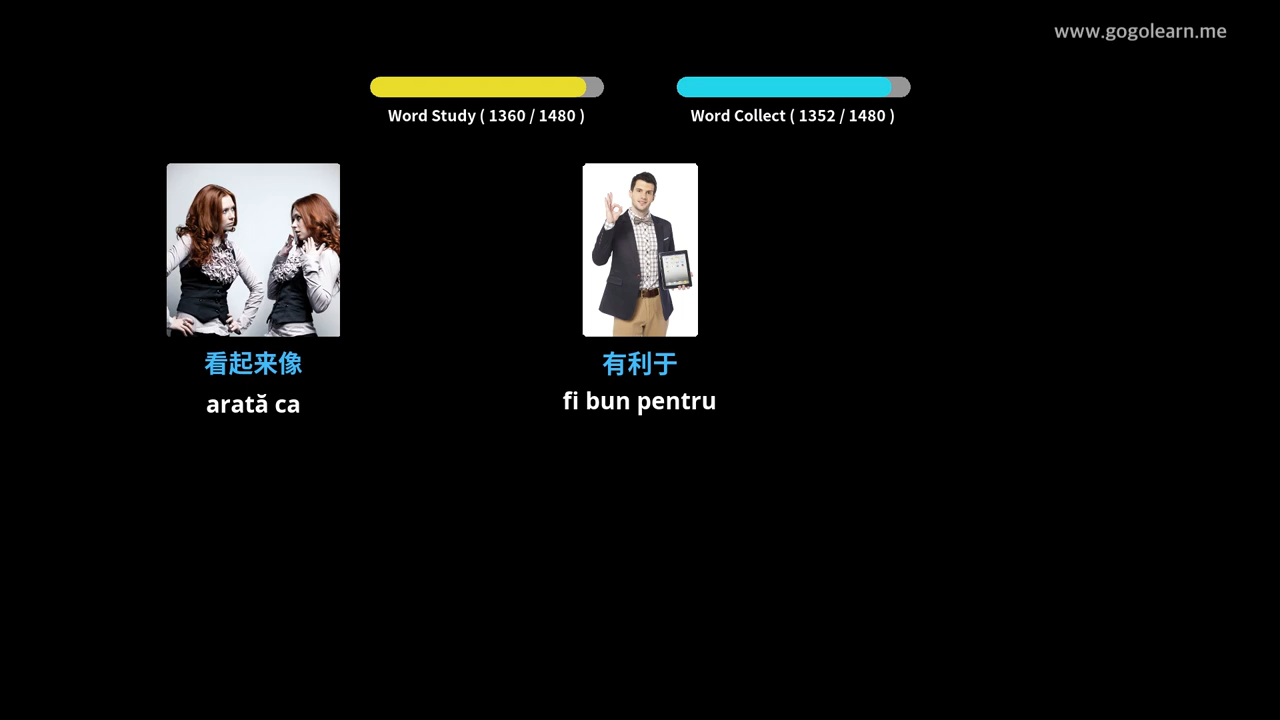 www.gogolearn.me
Word Study ( 1360 / 1480 )
Word Collect ( 1352 / 1480 )
看起来像
有利于
arată ca
fi bun pentru